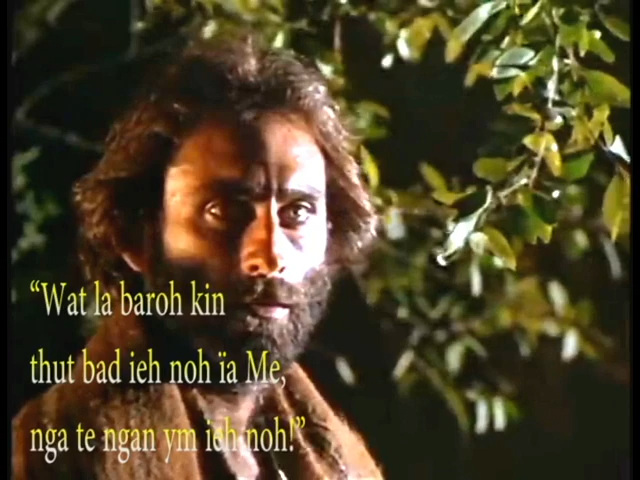 “Wat la baroh kin
thut bad ieh noh ïa Me,
nga te ngan ym ieh noh!”